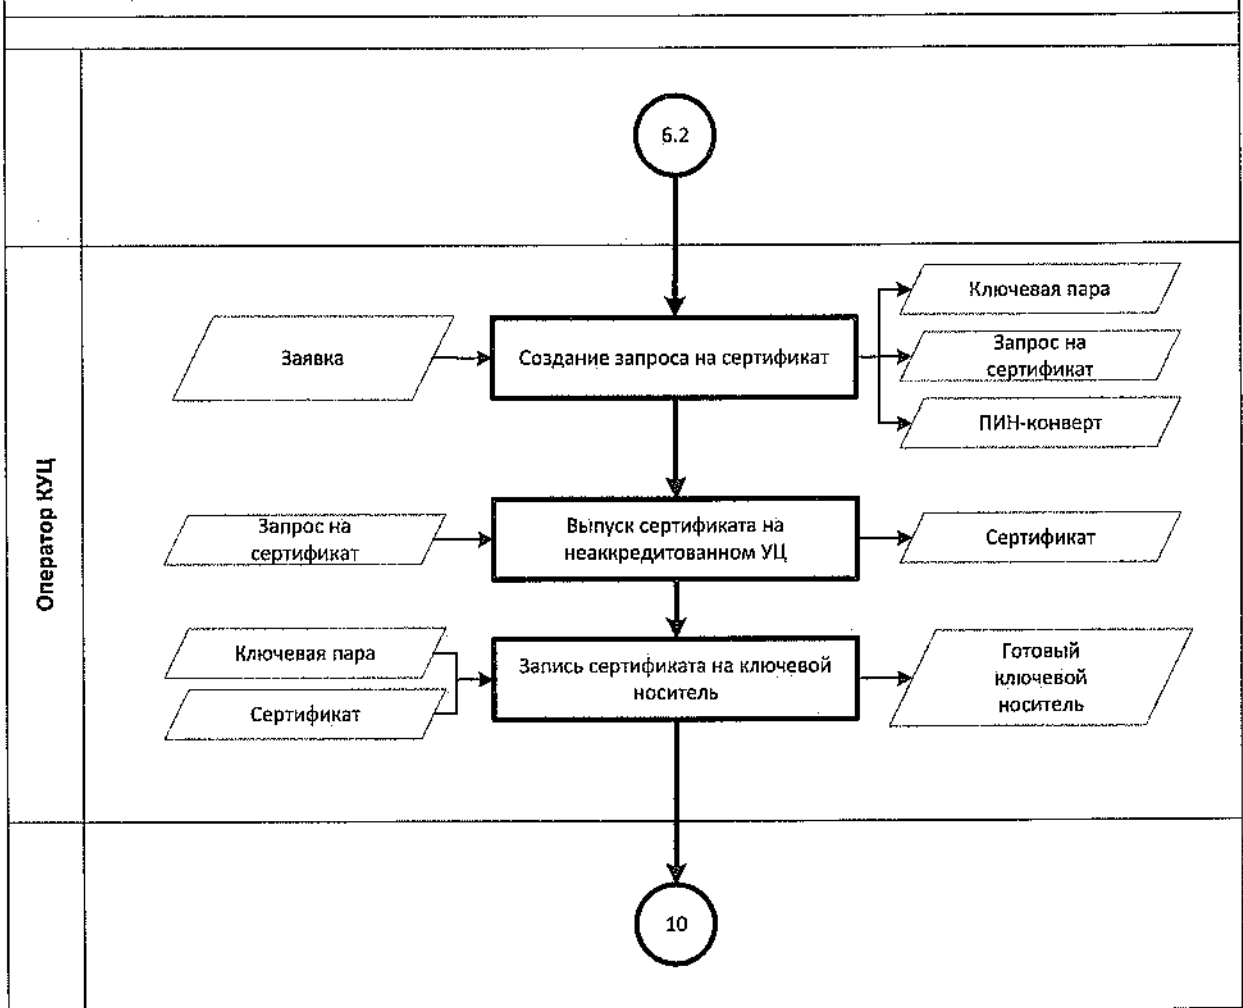 6.2
Ключевая пара
Заявка
Создание запроса на сертификат
Запрос на
сертификат
ПИН-конверт
Оператор КУЦ
Запрос на
сертификат
Выпуск сертификата на
неаккредитованном УЦ
Сертификат
Ключевая пара
Сертификат
Запись сертификата на ключевой
носитель
Готовый
ключевой
носитель
10